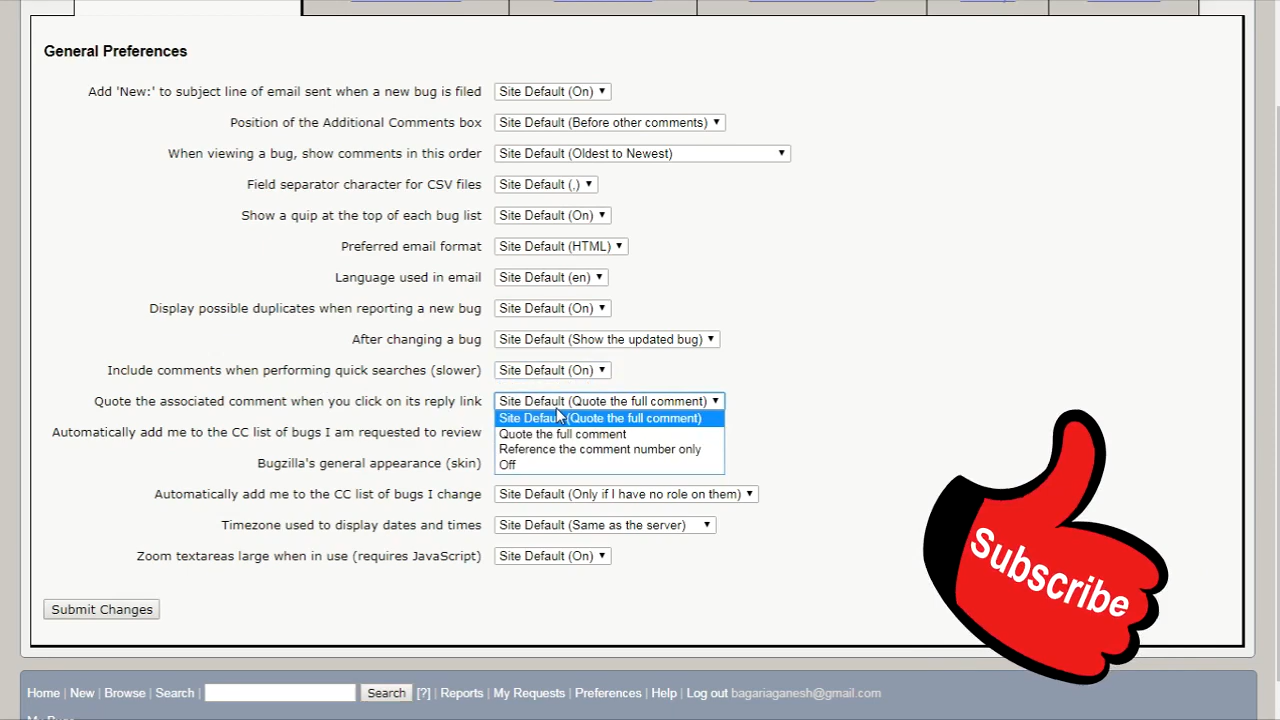 General Preferences
Add 'New:' to subject line of email sent when a new bug is filed Site Default (On)
Position of the Additional Comments box Site Default (Before other comments)
When viewing a bug, show comments in this order Site Default (Oldest to Newest)
Field separator character for CSV files Site Default (,)
Show a quip at the top of each bug list Site Default (On)
Preferred email format Site Default (HTML)
Language used in email Site Default (en)
Display possible duplicates when reporting a new bug Site Default (On)
After changing a bug Site Default (Show the updated bug)
Include comments when performing quick searches (slower) Site Default (On)
Quote the associated comment when you click on its reply link Site Default (Quote the full comment)
Site Default (Quote the full comment)
Automatically add me to the CC list of bugs I am requested to review Quote the full comment
Reference the comment number only
Bugzilla's general appearance (skin) Off
Automatically add me to the CC list of bugs I change Site Default (Only if I have no role on them)
Timezone used to display dates and times Site Default (Same as the server)
Zoom textareas large when in use (requires JavaScript) Site Default (On)
Submit Changes
Subscribe
Home | New | Browse | Search | Search [?] | Reports | My Requests | Preferences | Help | Log out bagariaganesh@gmail.com